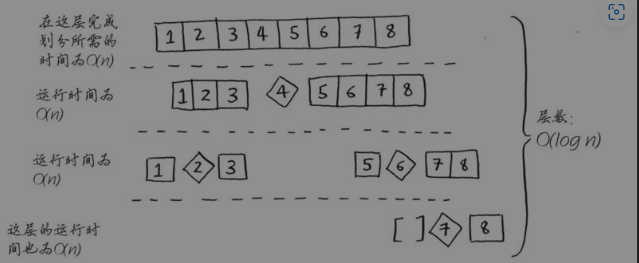 在这层完成
划分所需的
时间为O(n)
1 2 3 4 5 6 7 8
运行时间为
O(n)
1 2 3 4 5 6 7 8
层数:
O(log n)
运行时间为
O(n)
1 2 3 5 6 7 8
这层的运行时
间也为O(n)
[ ] 7 8